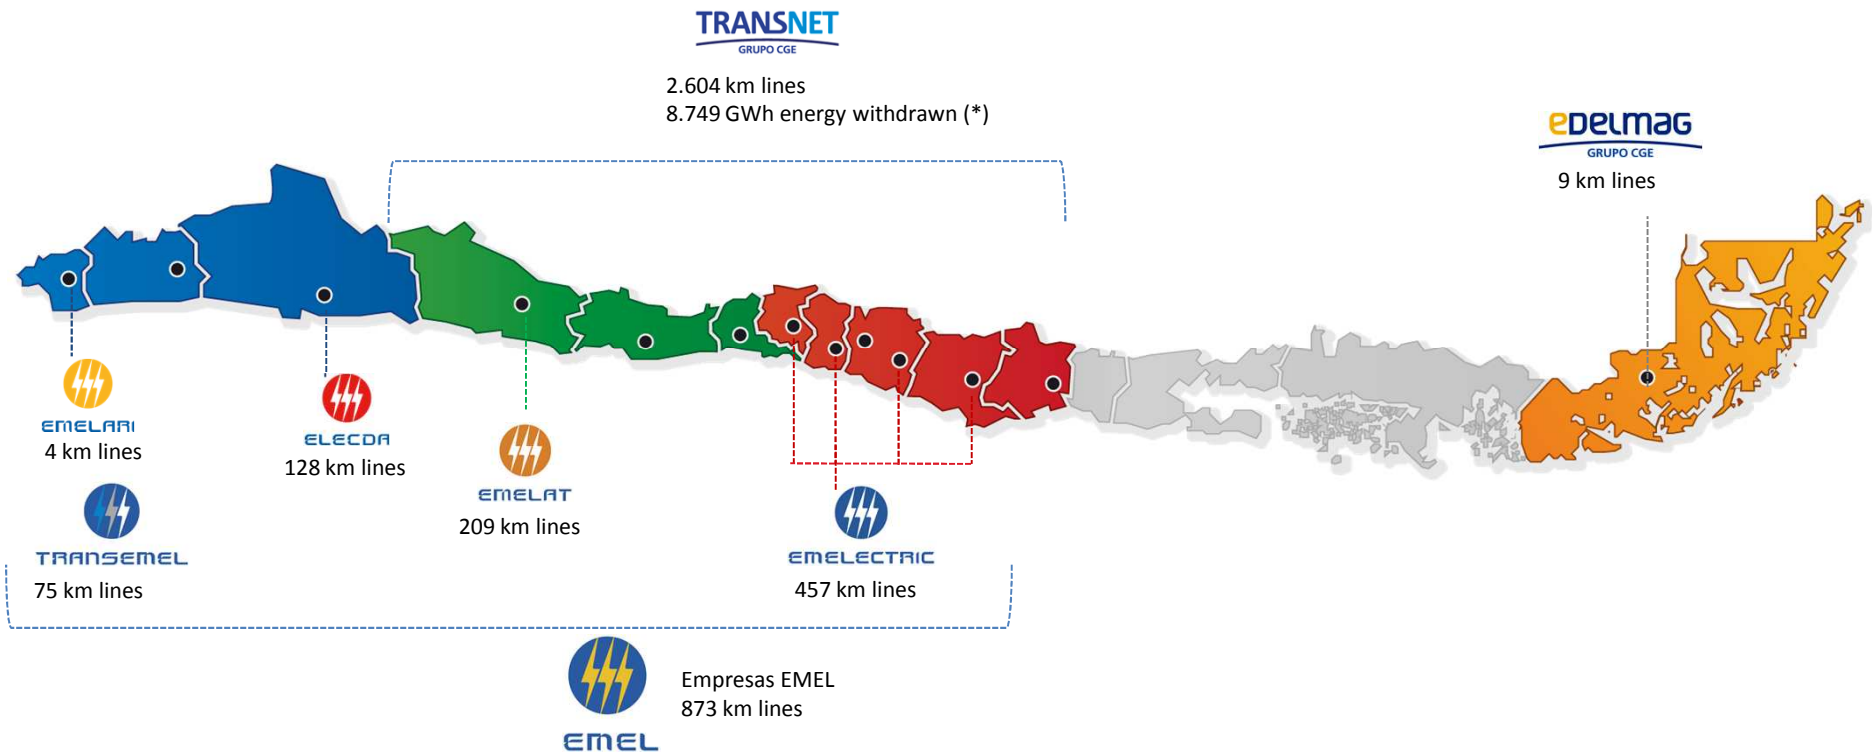 TRANSNET
GRUPO CGE
2.604 km lines
8.749 GWh energy withdrawn (*)
eDELMAG
GRUPO CGE
9 km lines
EMELARI
4 km lines
ELECDA
128 km lines
EMELAT
209 km lines
TRANSEMEL
75 km lines
EMELECTRIC
457 km lines
EMEL
Empresas EMEL
873 km lines